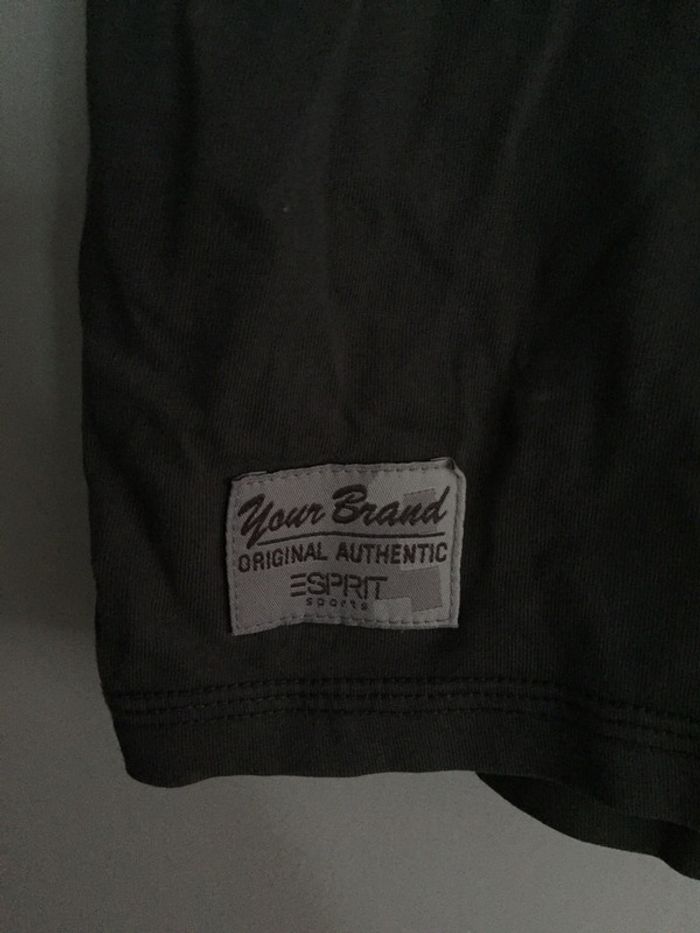 Your Brand
ORIGINAL AUTHENTIC
ESPRIT
sports